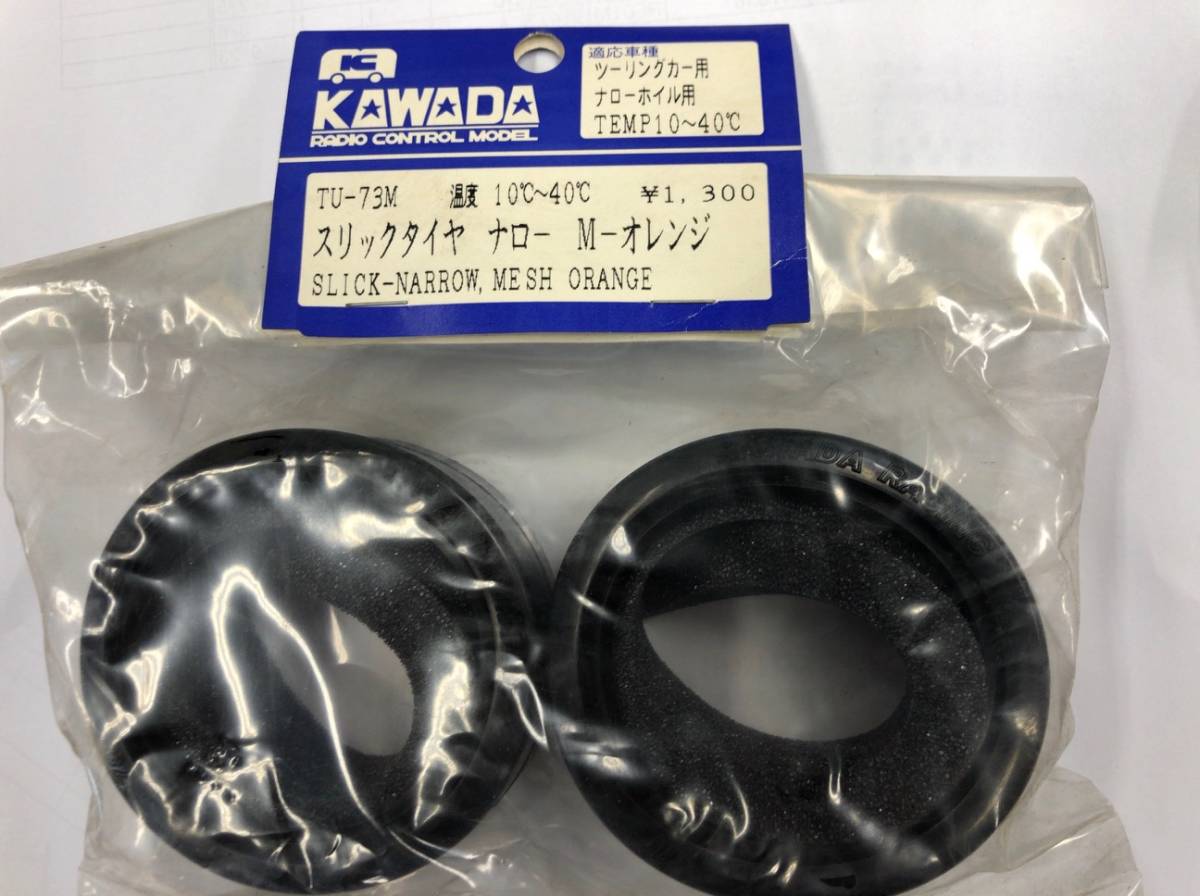 KAWADA
RADIO CONTROL MODEL
適応車種
ツーリングカー用
ナローホイル用
TEMP10~40℃
TU-73M 温度 10℃~40℃ ¥1,300
スリックタイヤ ナロー M-オレンジ
SLICK-NARROW, MESH ORANGE
DA RA